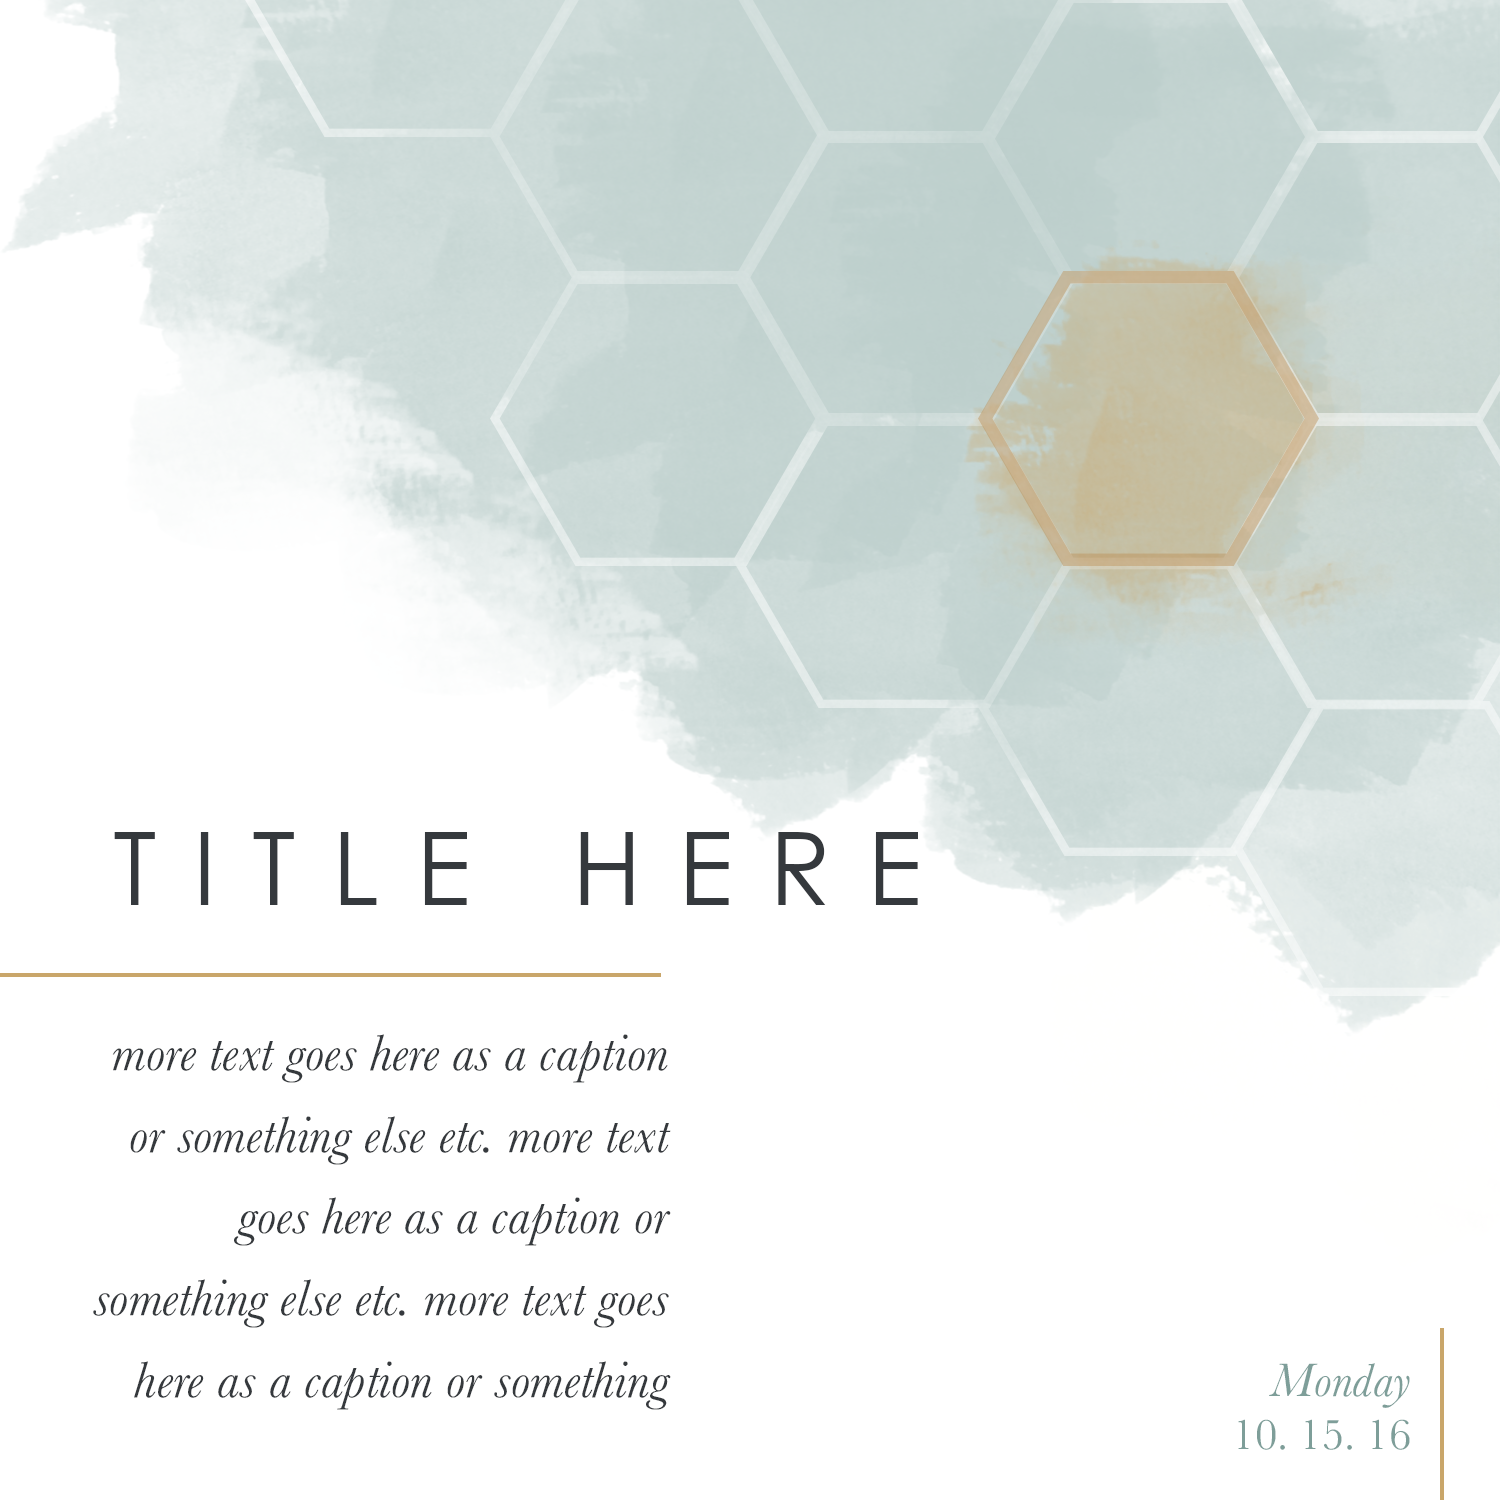 TITLE HERE
more text goes here as a caption
or something else etc. more text
goes here as a caption or
something else etc. more text goes
here as a caption or something
Monday
10. 15. 16